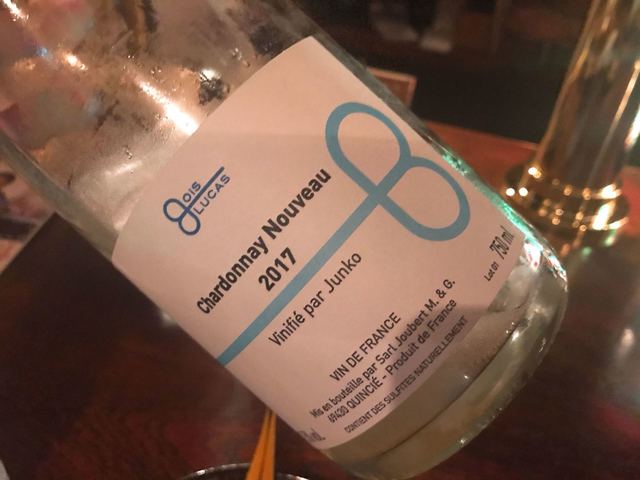 BOIS
LUCAS
Chardonnay Nouveau
2017
Vinifié par Junko
VIN DE FRANCE
Mis en bouteille par Sarl Joubert M. & G.
69430 QUINCIÉ - Produit de France
CONTIENT DES SULFITES NATURELLEMENT
Lot 01
750 ml